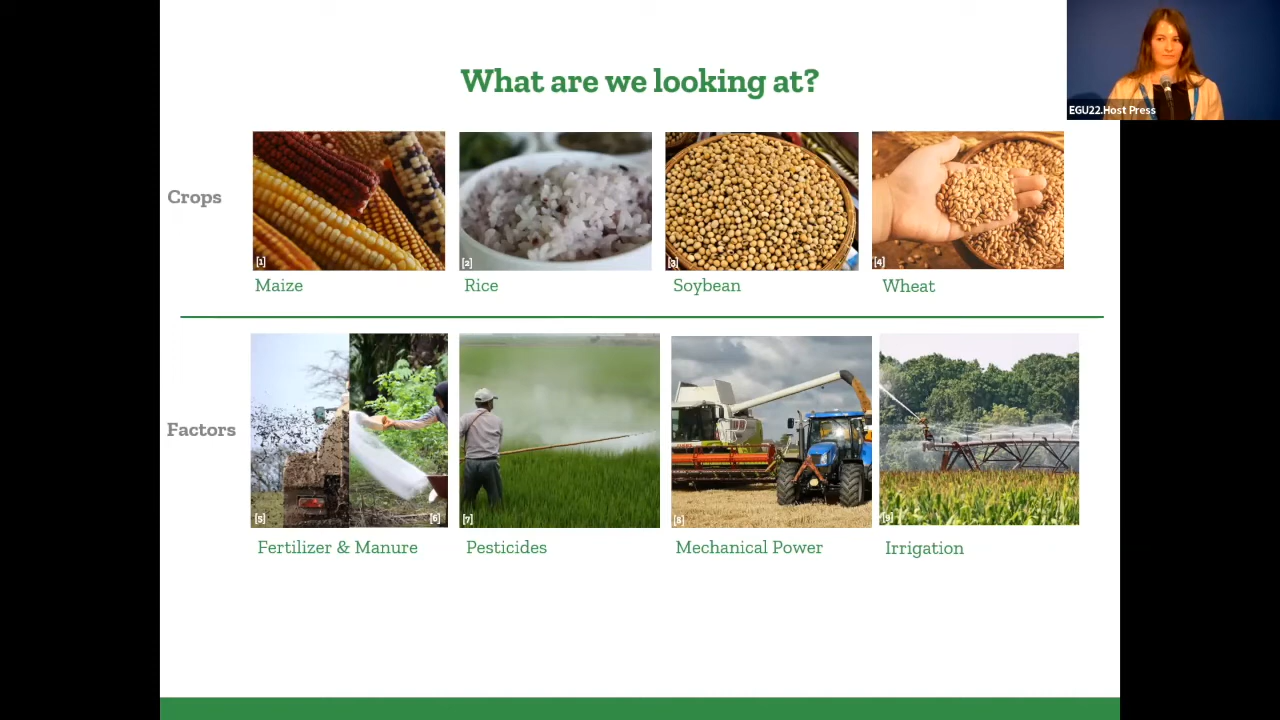 What are we looking at?
EGU22.Host Press
Crops
[1]
[2]
[3]
[4]
Maize
Rice
Soybean
Wheat
Factors
[5]
[6]
[7]
[8]
[9]
Fertilizer & Manure
Pesticides
Mechanical Power
Irrigation